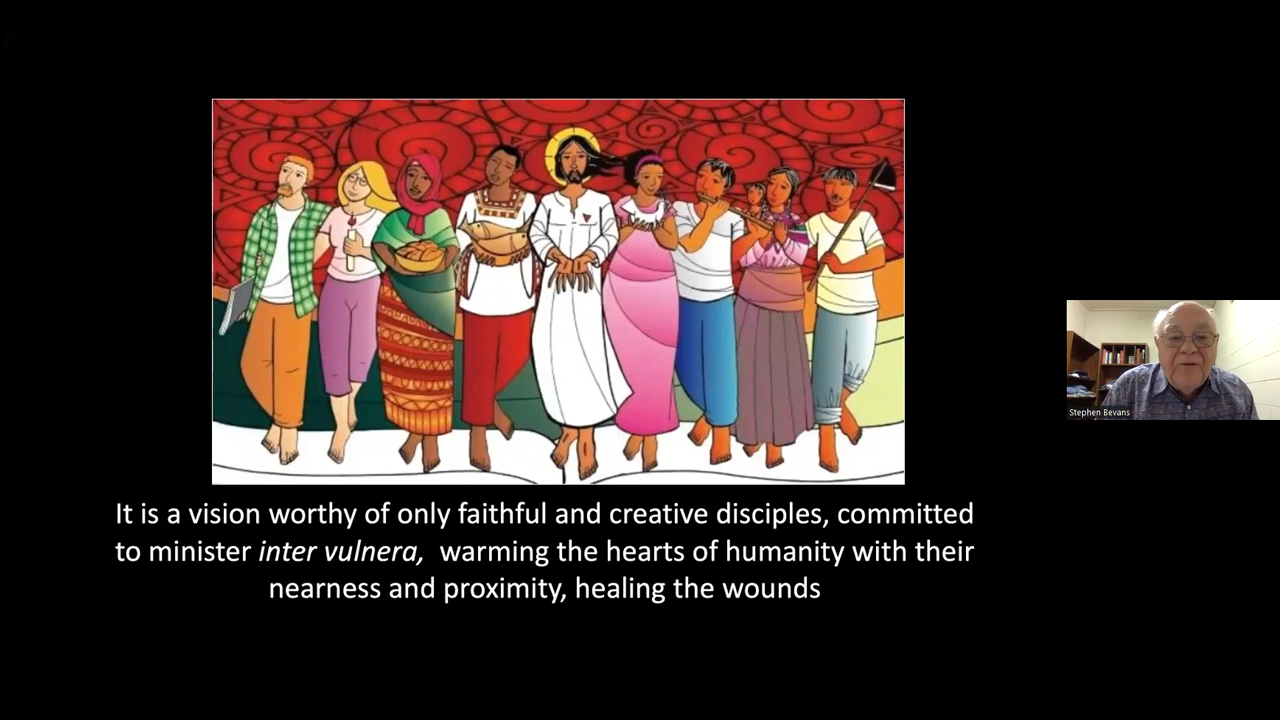 It is a vision worthy of only faithful and creative disciples, committed
to minister inter vulnera, warming the hearts of humanity with their
nearness and proximity, healing the wounds
Stephen Bevans